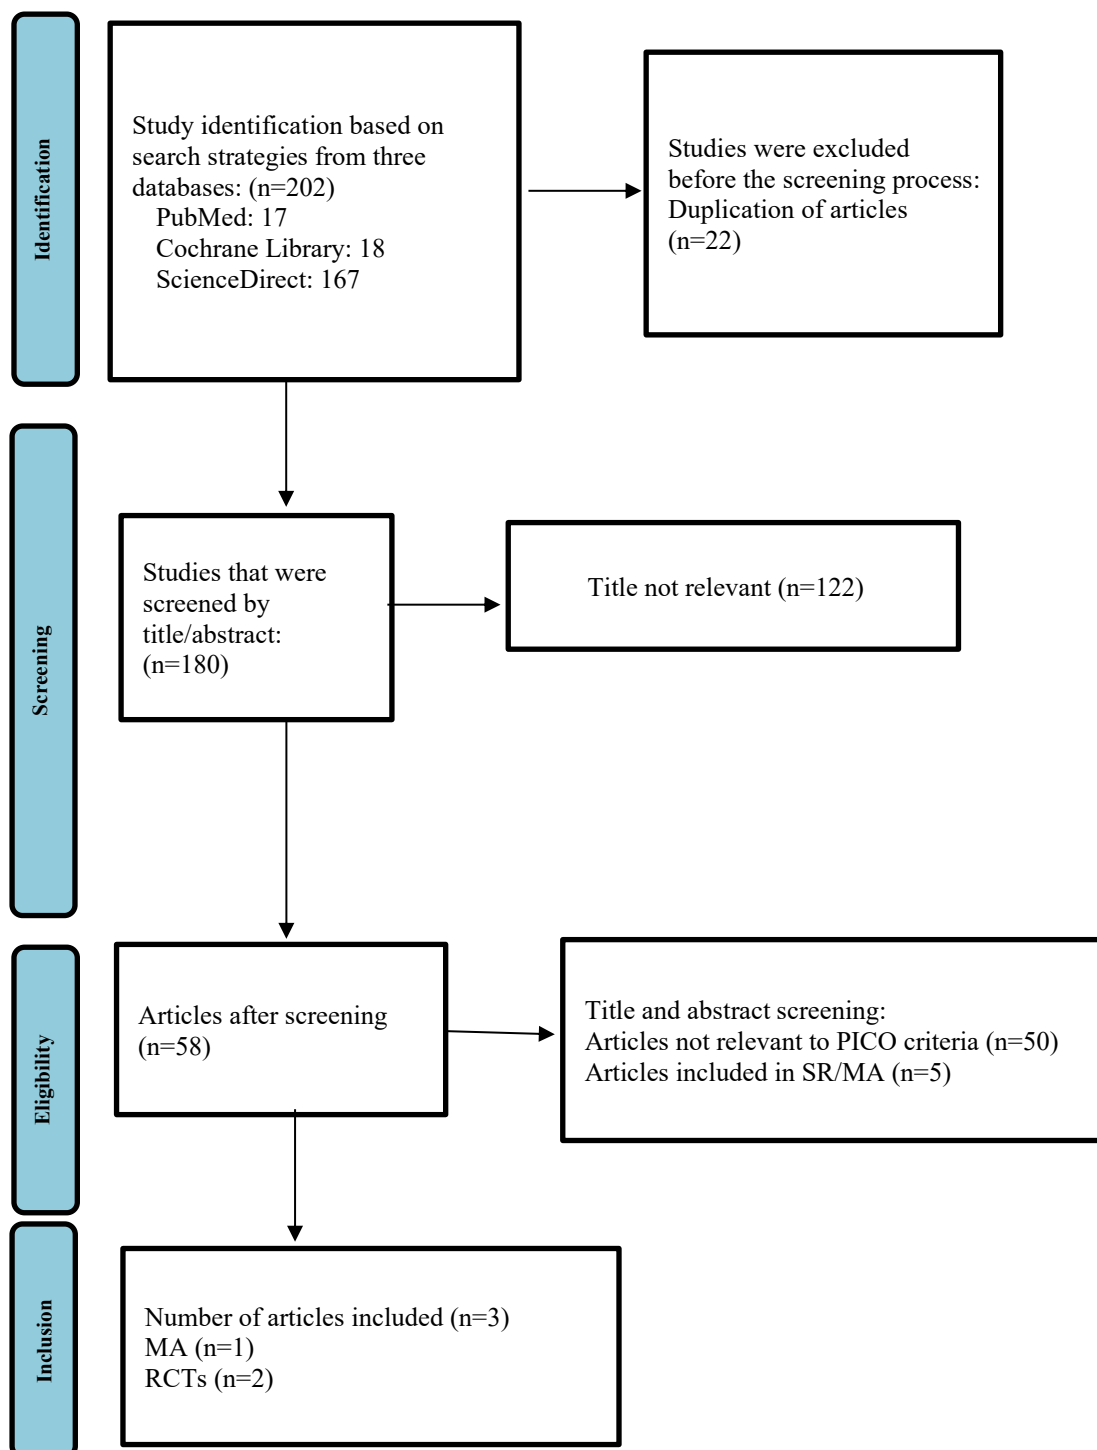 Identification
Study identification based on
search strategies from three
databases: (n=202)
PubMed: 17
Cochrane Library: 18
ScienceDirect: 167
Studies were excluded
before the screening process:
Duplication of articles
(n=22)
Screening
Studies that were
screened by
title/abstract:
(n=180)
Title not relevant (n=122)
Eligibility
Articles after screening
(n=58)
Title and abstract screening:
Articles not relevant to PICO criteria (n=50)
Articles included in SR/MA (n=5)
Inclusion
Number of articles included (n=3)
MA (n=1)
RCTs (n=2)